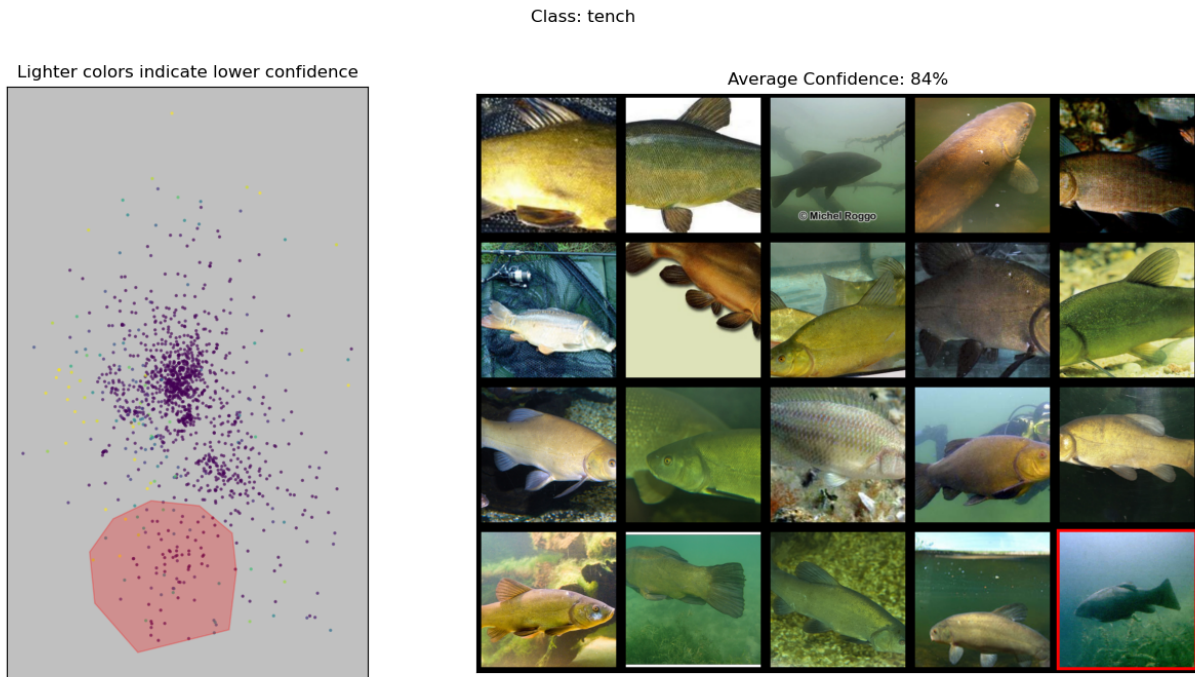 Class: tench
Lighter colors indicate lower confidence
Average Confidence: 84%
© Michel Roggo